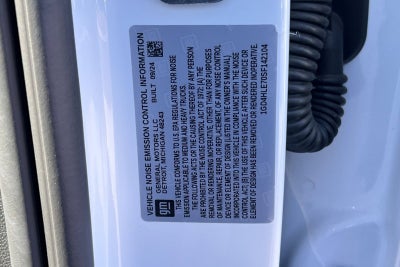 VEHICLE NOISE EMISSION CONTROL INFORMATION
GENERAL MOTORS LLC BUILT 09/24
DETROIT, MICHIGAN 48243
gm
THIS VEHICLE CONFORMS TO U.S. EPA REGULATIONS FOR NOISE
EMISSION APPLICABLE TO MEDIUM AND HEAVY TRUCKS.
THE FOLLOWING ACTS OR THE CAUSING THEREOF BY ANY PERSON
ARE PROHIBITED BY THE NOISE CONTROL ACT OF 1972: (A) THE
REMOVAL OR RENDERING INOPERATIVE, OTHER THAN FOR PURPOSES
OF MAINTENANCE, REPAIR, OR REPLACEMENT, OF ANY NOISE CONTROL
DEVICE OR ELEMENT OF DESIGN (LISTED IN THE OWNER'S MANUAL)
INCORPORATED INTO THIS VEHICLE IN COMPLIANCE WITH THE NOISE
CONTROL ACT; (B) THE USE OF THIS VEHICLE AFTER SUCH DEVICE OR
ELEMENT OF DESIGN HAS BEEN REMOVED OR RENDERED INOPERATIVE.